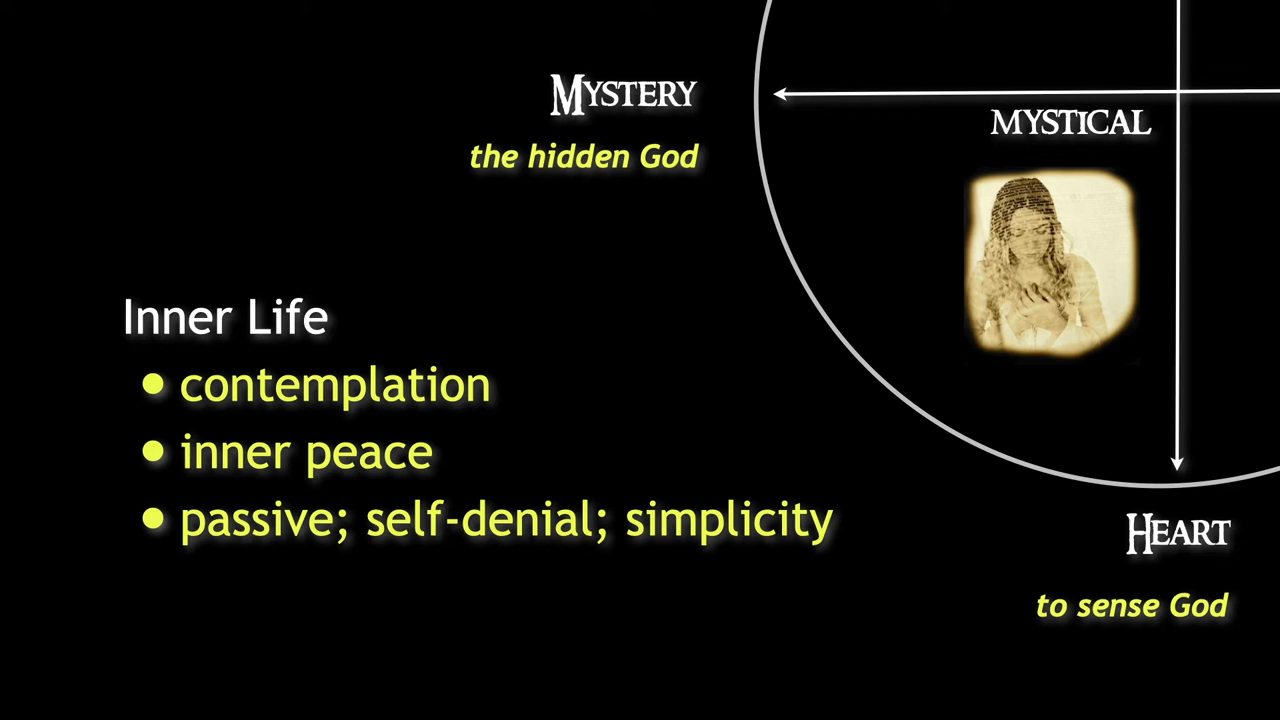 MYSTERY
the hidden God
MYSTICAL
Inner Life
• contemplation
• inner peace
• passive; self-denial; simplicity
HEART
to sense God